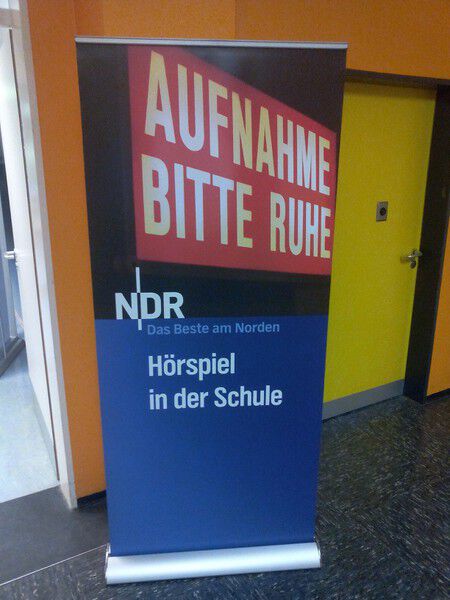 AUFNAHME
BITTE RUHE
NDR
Das Beste am Norden
Hörspiel
in der Schule